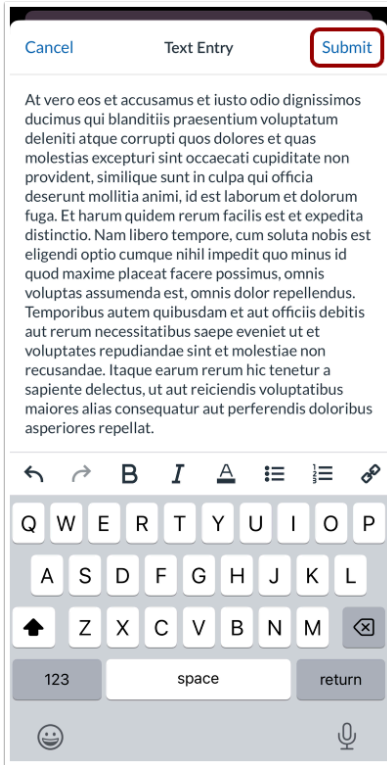 Cancel Text Entry Submit
At vero eos et accusamus et iusto odio dignissimos
ducimus qui blanditiis praesentium voluptatum
deleniti atque corrupti quos dolores et quas
molestias excepturi sint occaecati cupiditate non
provident, similique sunt in culpa qui officia
deserunt mollitia animi, id est laborum et dolorum
fuga. Et harum quidem rerum facilis est et expedita
distinctio. Nam libero tempore, cum soluta nobis est
eligendi optio cumque nihil impedit quo minus id
quod maxime placeat facere possimus, omnis
voluptas assumenda est, omnis dolor repellendus.
Temporibus autem quibusdam et aut officiis debitis
aut rerum necessitatibus saepe eveniet ut et
voluptates repudiandae sint et molestiae non
recusandae. Itaque earum rerum hic tenetur a
sapiente delectus, ut aut reiciendis voluptatibus
maiores alias consequatur aut perferendis doloribus
asperiores repellat.
B I A 1 2 3
Q W E R T Y U I O P
A S D F G H J K L
Z X C V B N M
123 space return